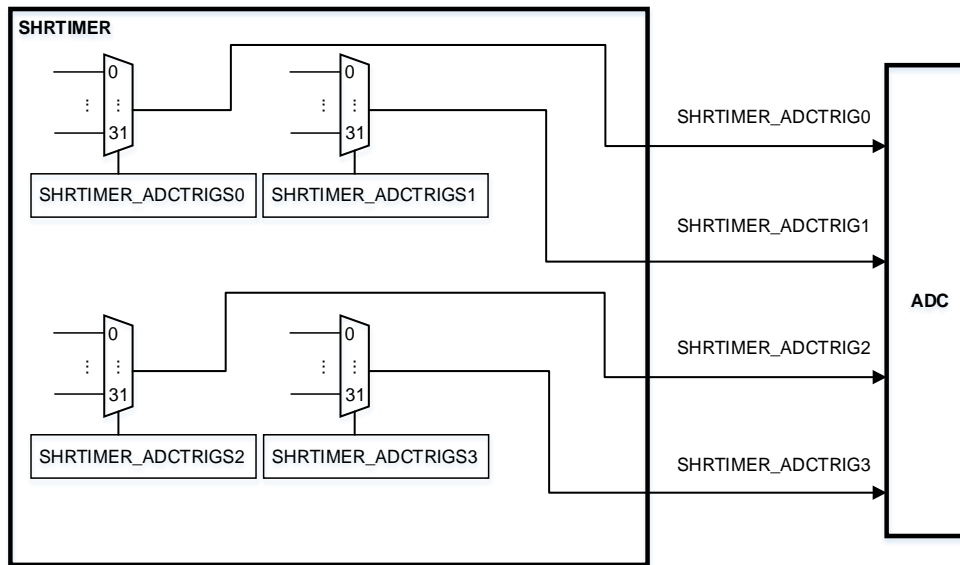 SHRTIMER
0
⋮ ⋮
31
SHRTIMER_ADCTRIGS0
0
⋮ ⋮
31
SHRTIMER_ADCTRIGS1
SHRTIMER_ADCTRIG0
SHRTIMER_ADCTRIG1
0
⋮ ⋮
31
SHRTIMER_ADCTRIGS2
0
⋮ ⋮
31
SHRTIMER_ADCTRIGS3
SHRTIMER_ADCTRIG2
SHRTIMER_ADCTRIG3
ADC